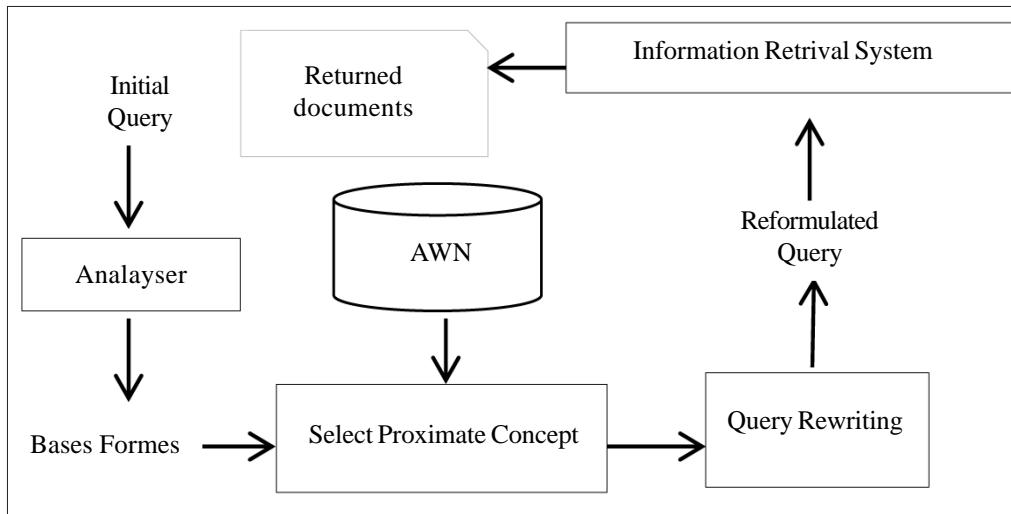 Information Retrival System
Returned
documents
Initial
Query
AWN
Reformulated
Query
Analayser
Select Proximate Concept
Query Rewriting
Bases Formes